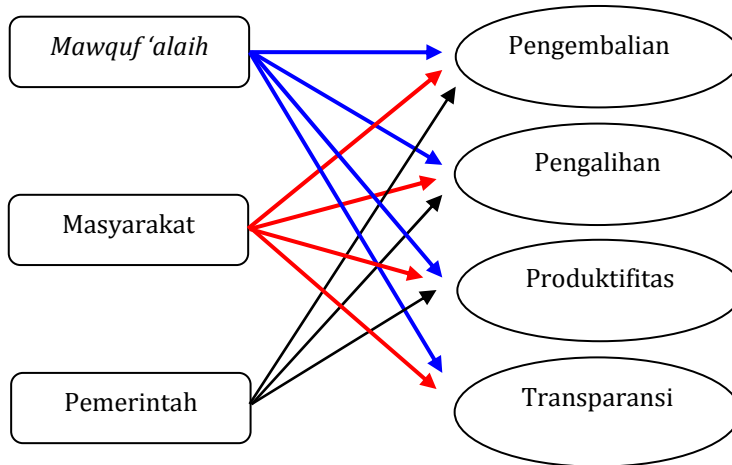 Mawquf ‘alaih
Pengembalian
Pengalihan
Masyarakat
Produktifitas
Pemerintah
Transparansi